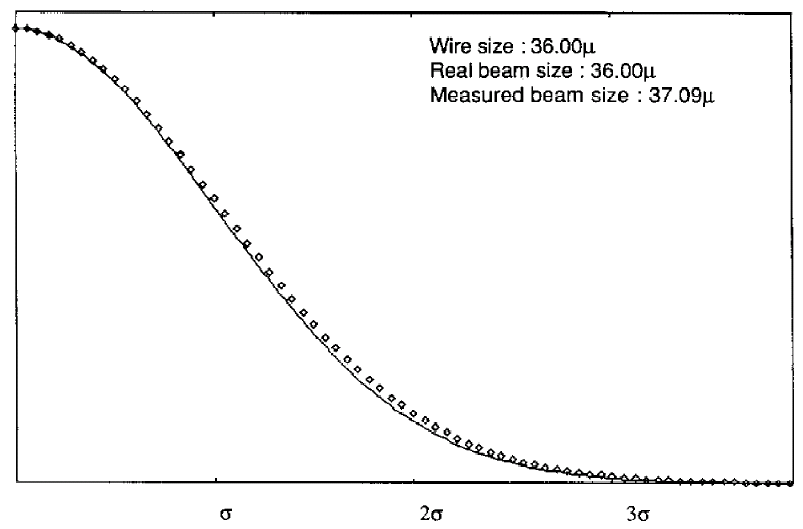 Wire size : 36.00μ
Real beam size : 36.00μ
Measured beam size : 37.09μ
σ 2σ 3σ